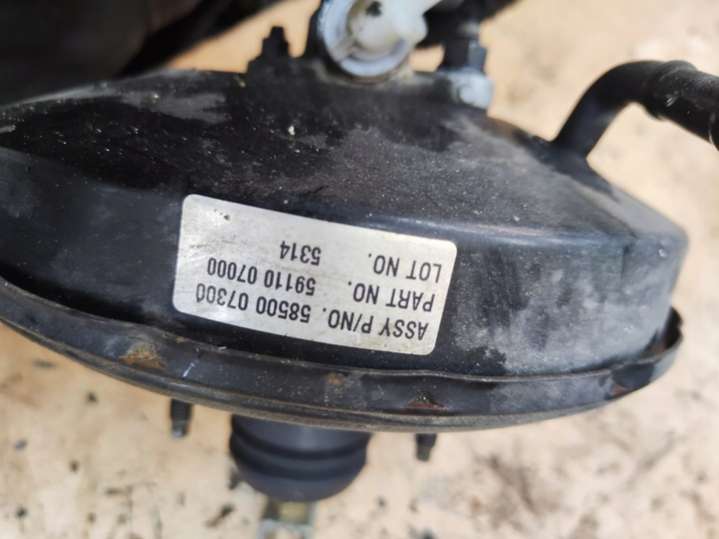 ASSY P/NO. 58500 07300
PART NO. 59110 07000
LOT NO. 5314